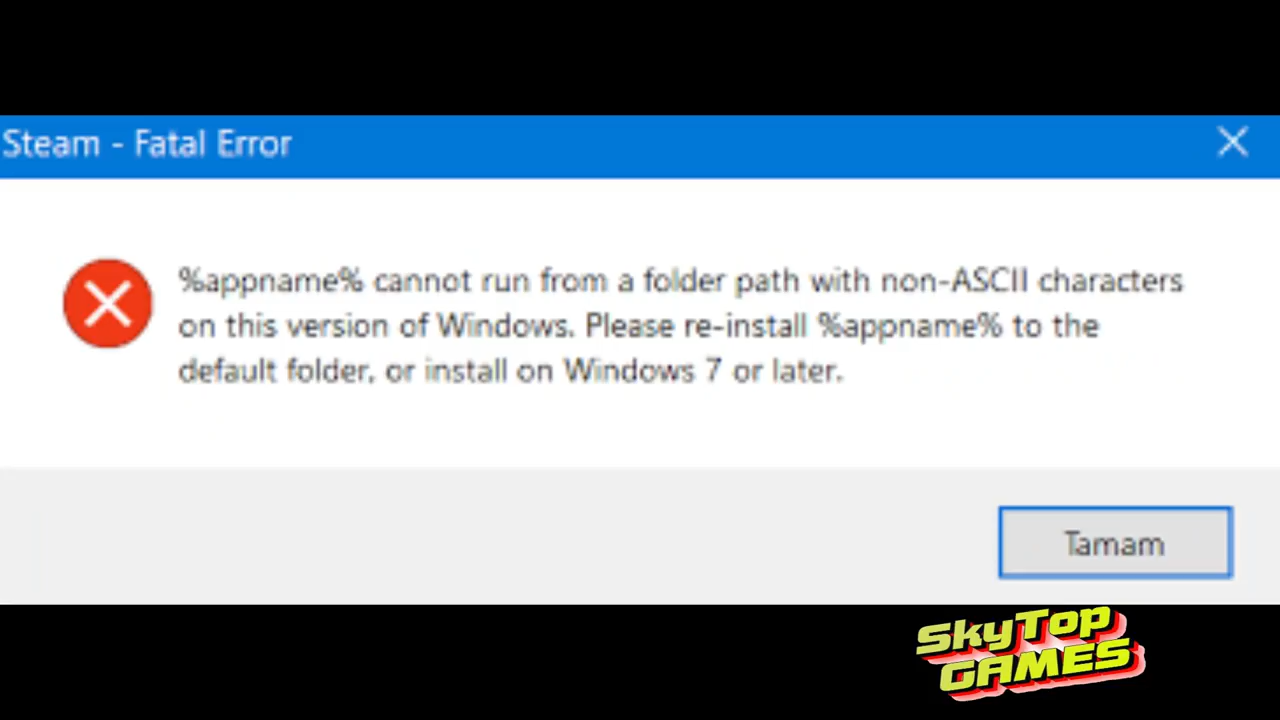 Steam - Fatal Error
%appname% cannot run from a folder path with non-ASCII characters
on this version of Windows. Please re-install %appname% to the
default folder, or install on Windows 7 or later.
Tamam
SkyTop
GAMES